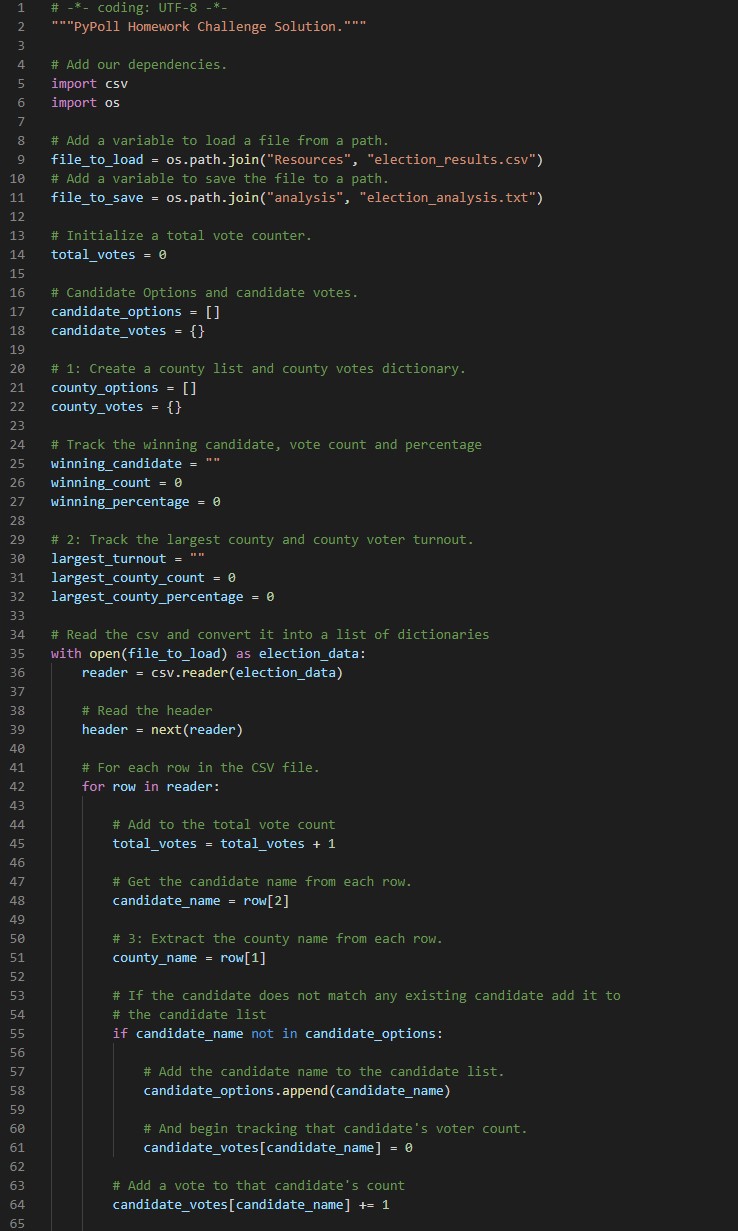 1 # -*- coding: UTF-8 -*-
2 """PyPoll Homework Challenge Solution."""
3
4 # Add our dependencies.
5 import csv
6 import os
7
8 # Add a variable to load a file from a path.
9 file_to_load = os.path.join("Resources", "election_results.csv")
10 # Add a variable to save the file to a path.
11 file_to_save = os.path.join("analysis", "election_analysis.txt")
12
13 # Initialize a total vote counter.
14 total_votes = 0
15
16 # Candidate Options and candidate votes.
17 candidate_options = []
18 candidate_votes = {}
19
20 # 1: Create a county list and county votes dictionary.
21 county_options = []
22 county_votes = {}
23
24 # Track the winning candidate, vote count and percentage
25 winning_candidate = ""
26 winning_count = 0
27 winning_percentage = 0
28
29 # 2: Track the largest county and county voter turnout.
30 largest_turnout = ""
31 largest_county_count = 0
32 largest_county_percentage = 0
33
34 # Read the csv and convert it into a list of dictionaries
35 with open(file_to_load) as election_data:
36     reader = csv.reader(election_data)
37
38     # Read the header
39     header = next(reader)
40
41     # For each row in the CSV file.
42     for row in reader:
43
44         # Add to the total vote count
45         total_votes = total_votes + 1
46
47         # Get the candidate name from each row.
48         candidate_name = row[2]
49
50         # 3: Extract the county name from each row.
51         county_name = row[1]
52
53         # If the candidate does not match any existing candidate add it to
54         # the candidate list
55         if candidate_name not in candidate_options:
56
57             # Add the candidate name to the candidate list.
58             candidate_options.append(candidate_name)
59
60             # And begin tracking that candidate's voter count.
61             candidate_votes[candidate_name] = 0
62
63         # Add a vote to that candidate's count
64         candidate_votes[candidate_name] += 1
65